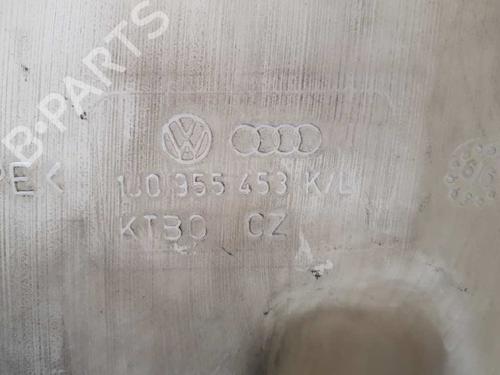 B-PARTS
PE<
1J0 955 453 K/L
KTBO CZ